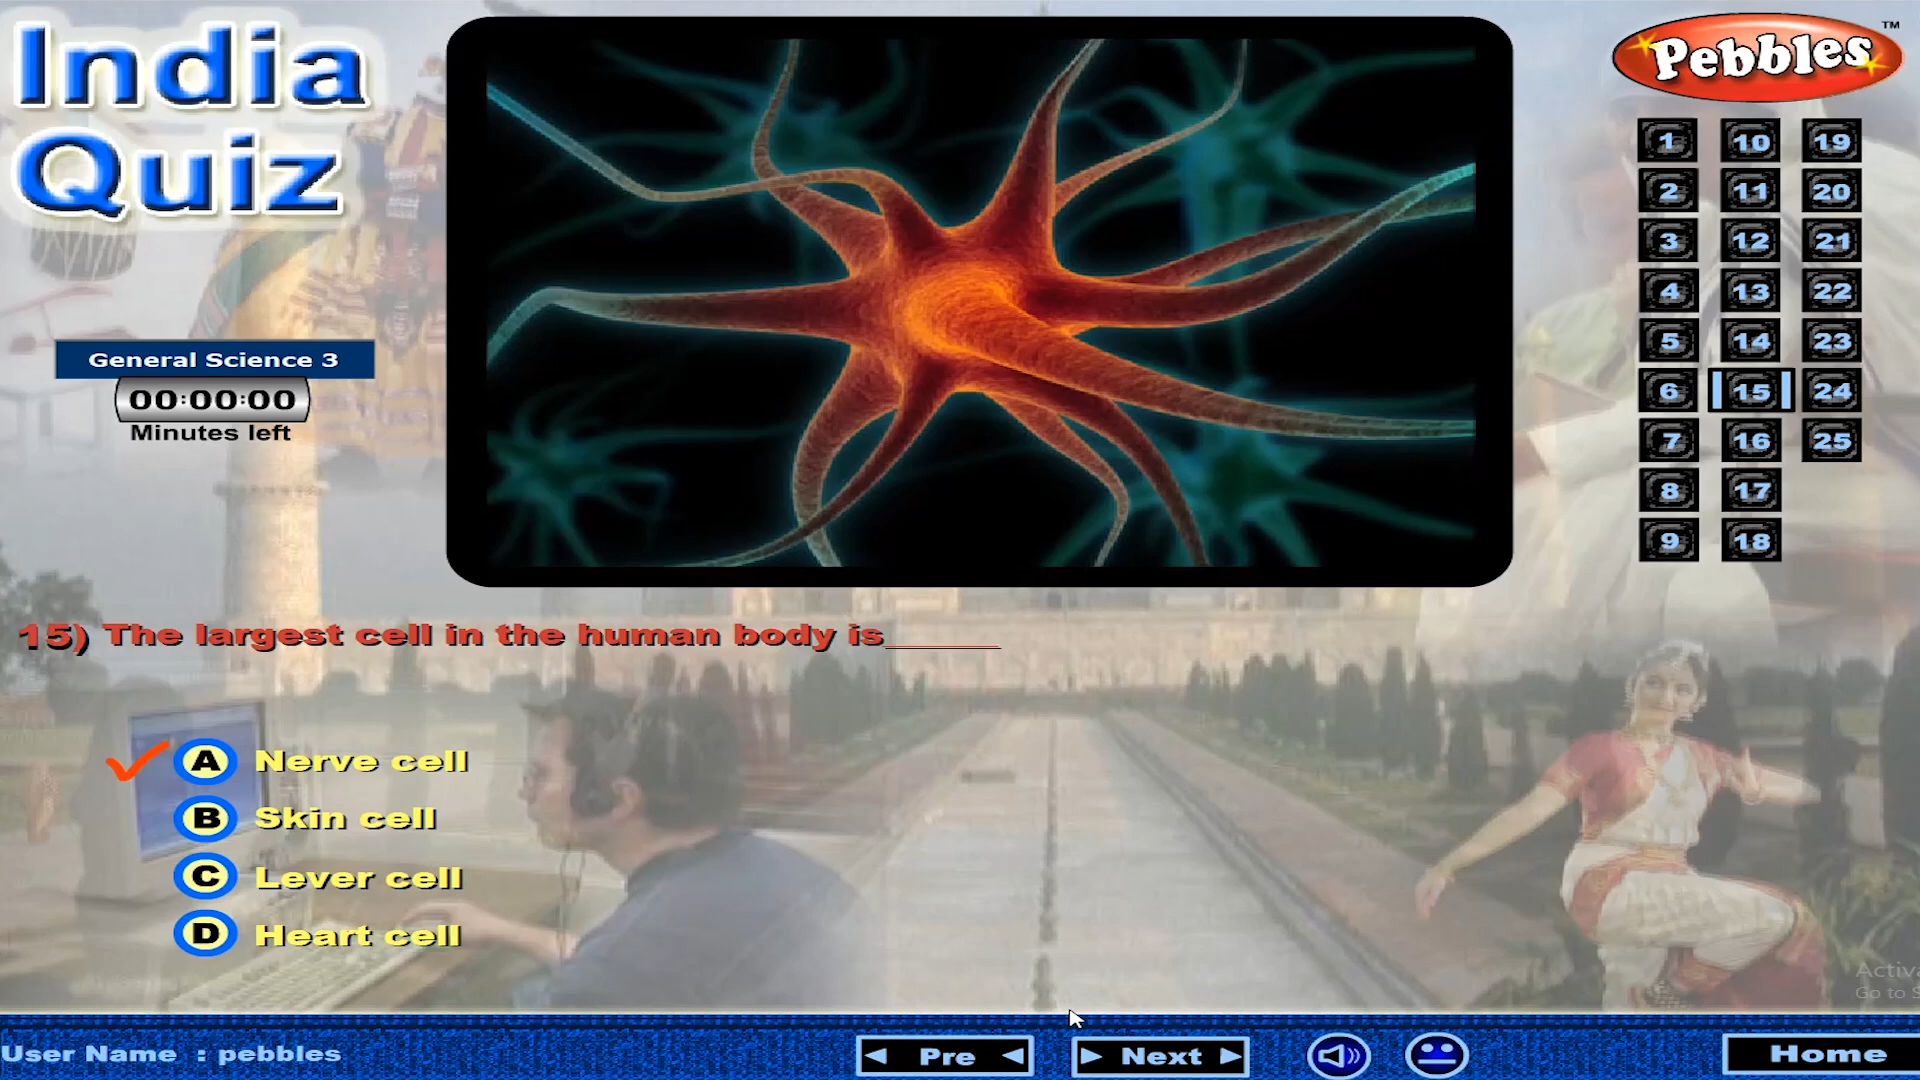 India
Quiz
Pebbles™
General Science 3
00:00:00
Minutes left
1 10 19
2 11 20
3 12 21
4 13 22
5 14 23
6 15 24
7 16 25
8 17
9 18
15) The largest cell in the human body is______
A Nerve cell
B Skin cell
C Lever cell
D Heart cell
Go to S
User Name : pebbles
Pre
Next
Home